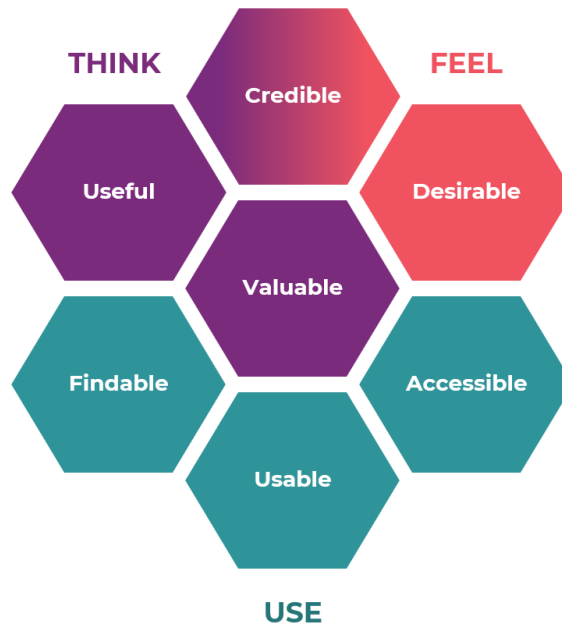 THINK
FEEL
Credible
Useful
Desirable
Valuable
Findable
Accessible
Usable
USE